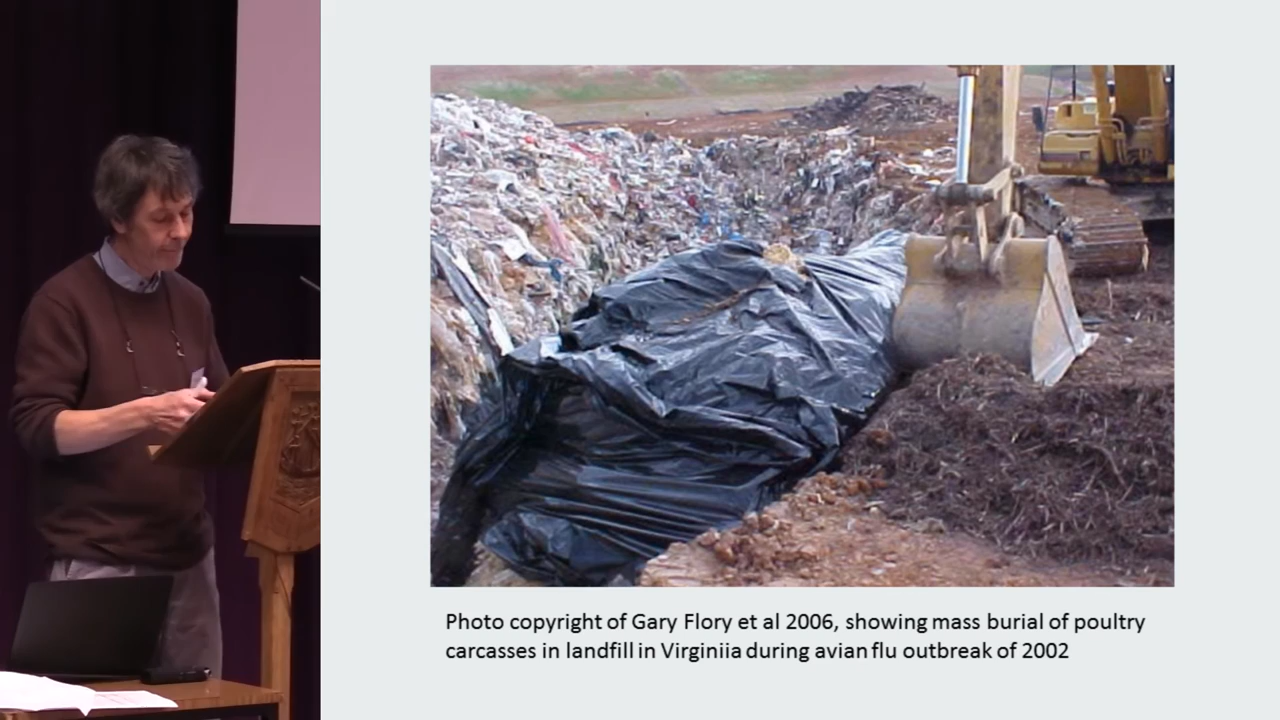 Photo copyright of Gary Flory et al 2006, showing mass burial of poultry
carcasses in landfill in Virginiia during avian flu outbreak of 2002